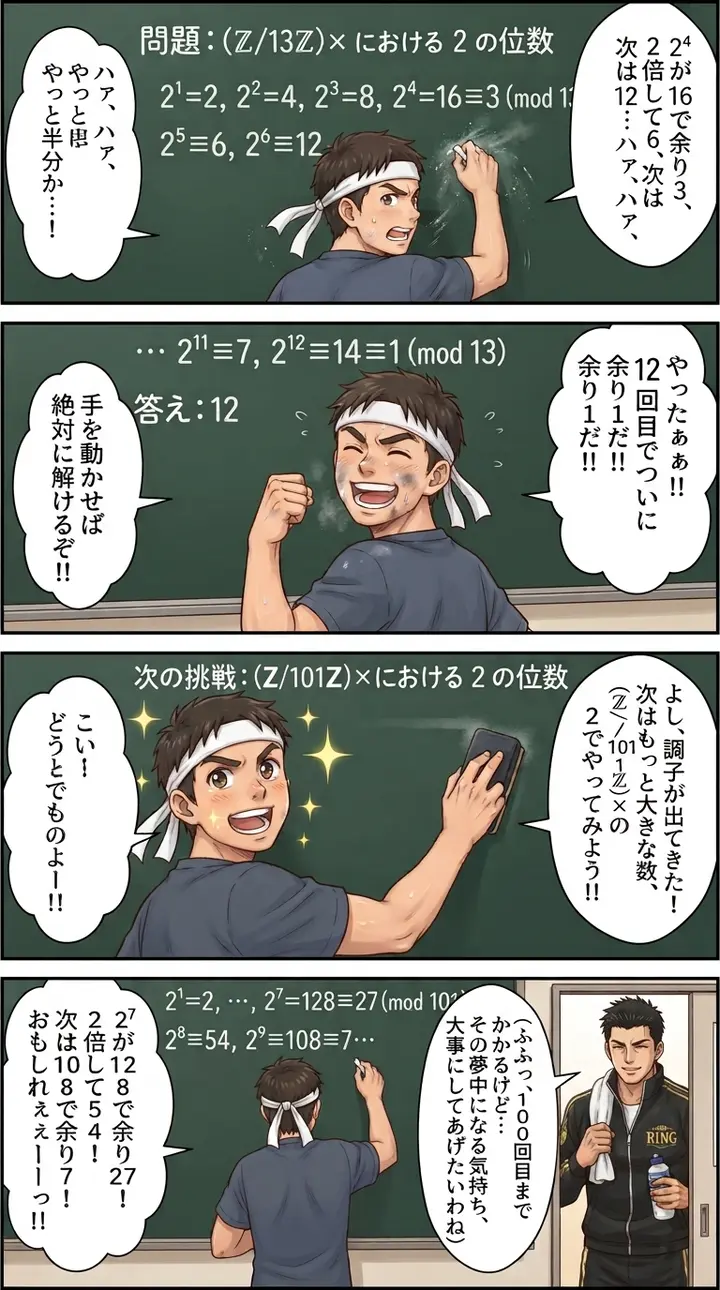 問題：(ℤ/13ℤ)× における 2 の位数
2¹=2, 2²=4, 2³=8, 2⁴=16≡3 (mod 13
2⁵≡6, 2⁶≡12
2⁴が16で余り3、
2倍して6、次は
次は12…ハァ、ハァ、
ハァ、ハァ、
やっと
やっと半分か…！
… 2¹¹≡7, 2¹²≡14≡1 (mod 13)
答え：12
やったぁぁ!!
12回目でついに
余り1だ!!
余り1だ!!
手を動かせば
絶対に解けるぞ!!
次の挑戦：(Z/101Z)×における 2 の位数
よし、調子が出てきた！
次はもっと大きな数、
(ℤ/101ℤ)×の
2でやってみよう!!
こい！
どうとでものよー!!
2¹=2, …, 2⁷=128≡27 (mod 101
2⁸≡54, 2⁹≡108≡7…
(ふふっ、100回目まで
かかるけど…
その夢中になる気持ち、
大事にしてあげたいわね)
RING
2⁷が128で余り27！
2倍して54！
次は108で余り7！
おもしれぇぇーーっ!!